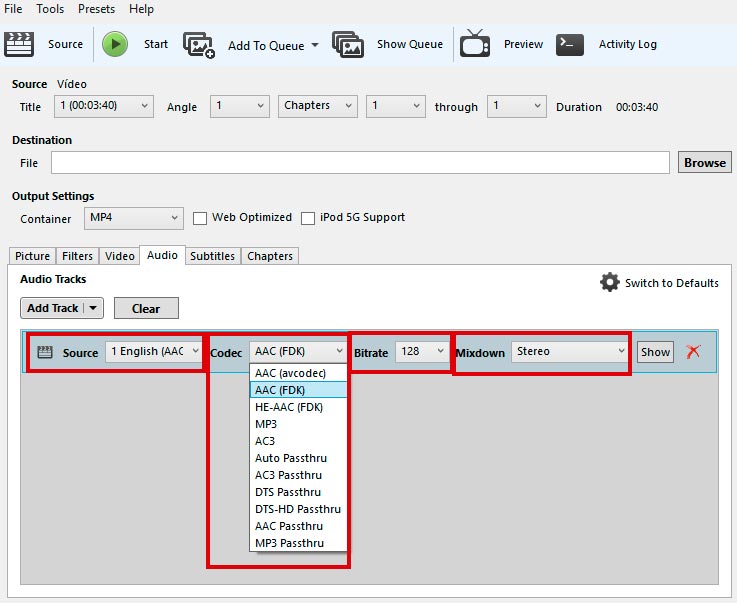 File Tools Presets Help
Source Start Add To Queue Show Queue Preview Activity Log
Source Vídeo
Title 1 (00:03:40) Angle 1 Chapters 1 through 1 Duration 00:03:40
Destination
File Browse
Output Settings
Container MP4 Web Optimized iPod 5G Support
Picture Filters Video Audio Subtitles Chapters
Audio Tracks
Switch to Defaults
Add Track Clear
Source 1 English (AAC Codec AAC (FDK) Bitrate 128 Mixdown Stereo Show
AAC (avcodec)
AAC (FDK)
HE-AAC (FDK)
MP3
AC3
Auto Passthru
AC3 Passthru
DTS Passthru
DTS-HD Passthru
AAC Passthru
MP3 Passthru